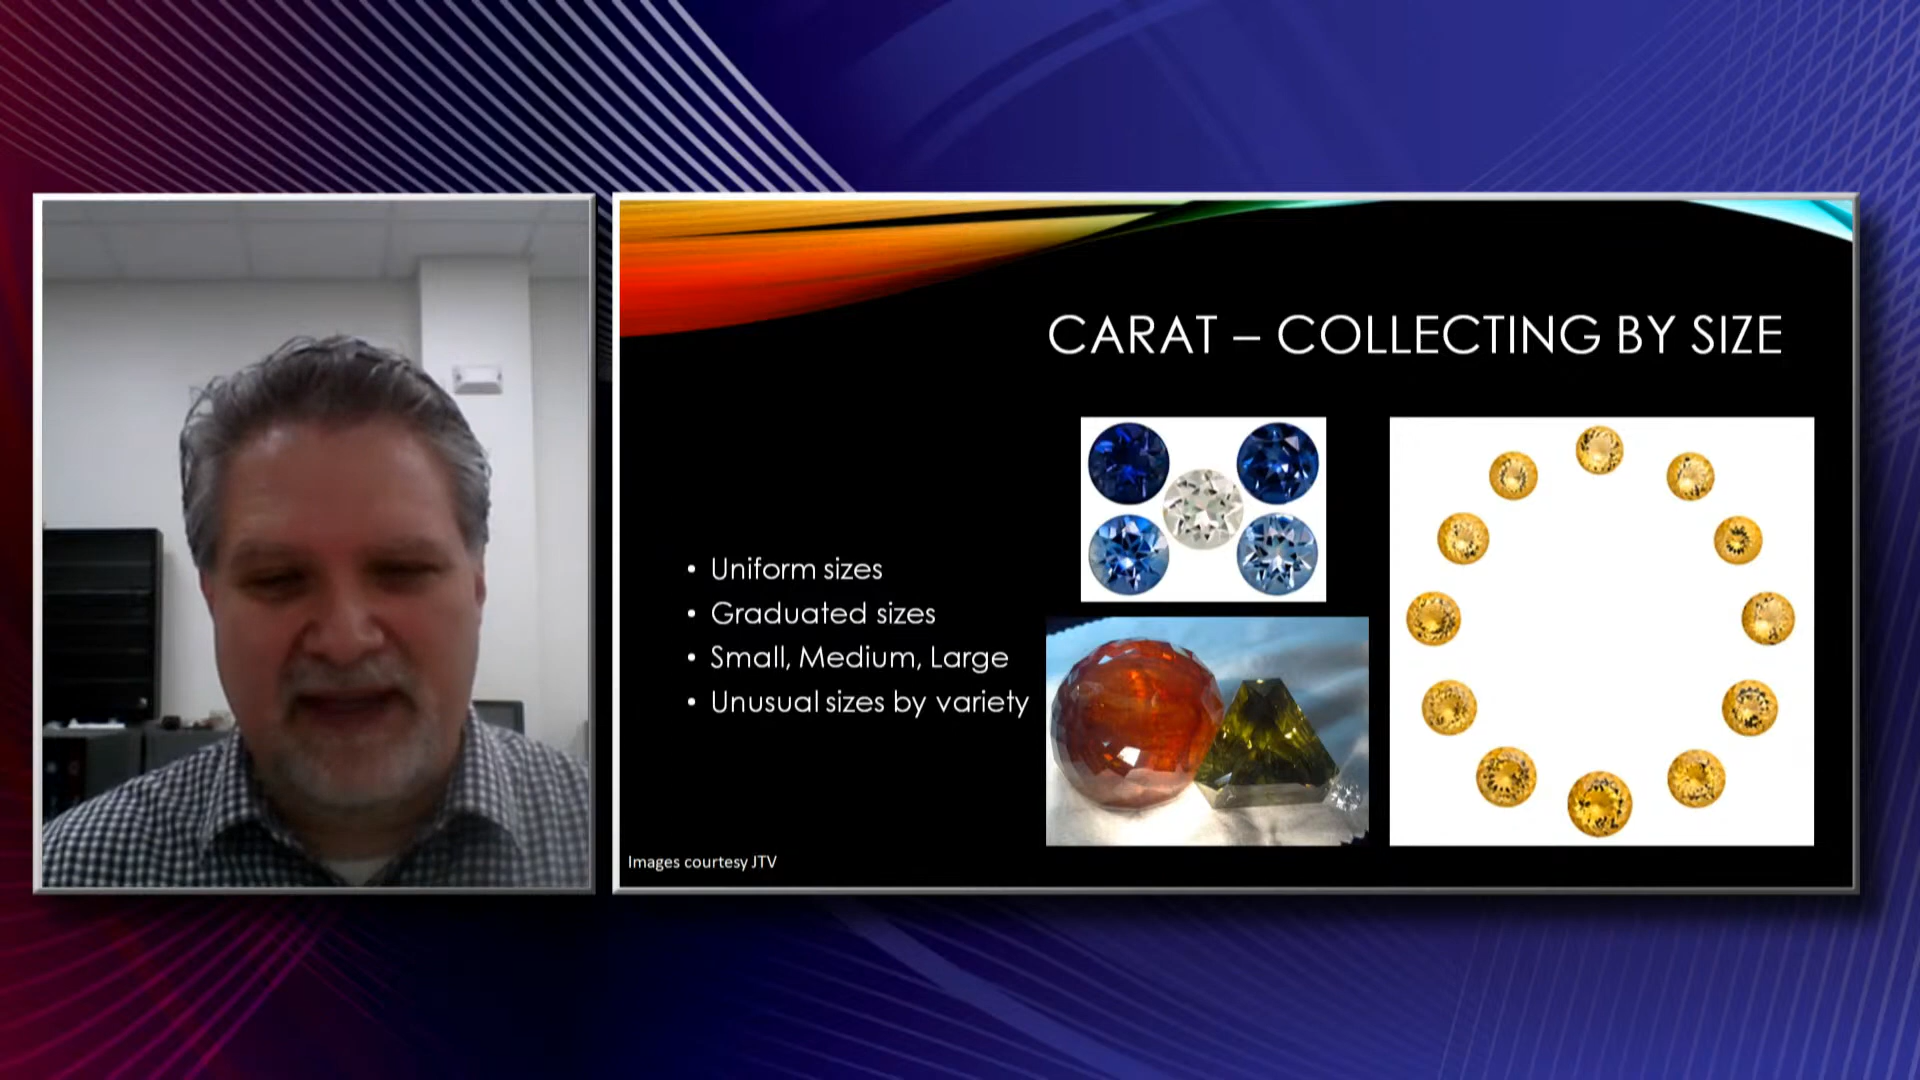 CARAT – COLLECTING BY SIZE
• Uniform sizes
• Graduated sizes
• Small, Medium, Large
• Unusual sizes by variety
Images courtesy JTV